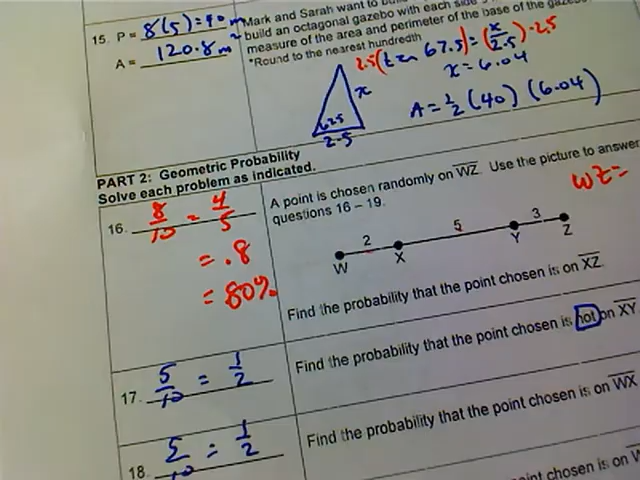 Mark and Sarah want to
build an octagonal gazebo with each side
measure of the area and perimeter of the base of the
*Round to the nearest hundredth
15. P = 8(5)=40 m
A = 120.8 m
2.5(tan 67.5)=(x/2.5)·2.5
x = 6.04
A = 1/2 (40) (6.04)
x
2.5
PART 2: Geometric Probability
Solve each problem as indicated.
A point is chosen randomly on WZ. Use the picture to answer
questions 16 – 19.
WZ=
16. 8/10 = 4/5
= .8
= 80%
2 5 3
W X Y Z
Find the probability that the point chosen is on XZ.
17. 5/10 = 1/2
Find the probability that the point chosen is not on XY.
18. 5/10 = 1/2
Find the probability that the point chosen is on WX
point chosen is on